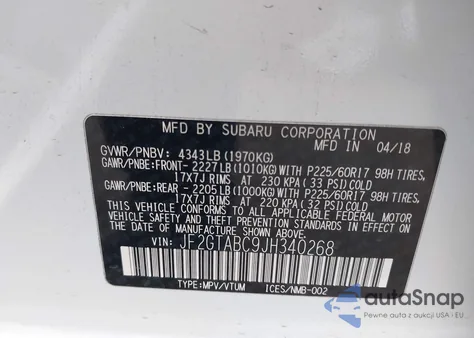 MFD BY SUBARU CORPORATION
MFD IN 04/18
GVWR/PNBV: 4343LB (1970KG)
GAWR/PNBE:FRONT- 2227LB(1010KG)WITH P225/60R17 98H TIRES,
17X7J RIMS AT 230 KPA (33 PSI)COLD
GAWR/PNBE:REAR - 2205LB(1000KG)WITH P225/60R17 98H TIRES,
17X7J RIMS AT 220 KPA (32 PSI)COLD
THIS VEHICLE CONFORMS TO ALL APPLICABLE
FEDERAL MOTOR VEHICLE SAFETY, BUMPER, AND
THEFT PREVENTION STANDARDS IN EFFECT ON THE DATE
OF MANUFACTURE SHOWN ABOVE.
VIN: JF2GTABC9JH340268
TYPE:MPV/VTUM ICES/NMB-002
autaSnap
Pewne auta z aukcji USA i EU